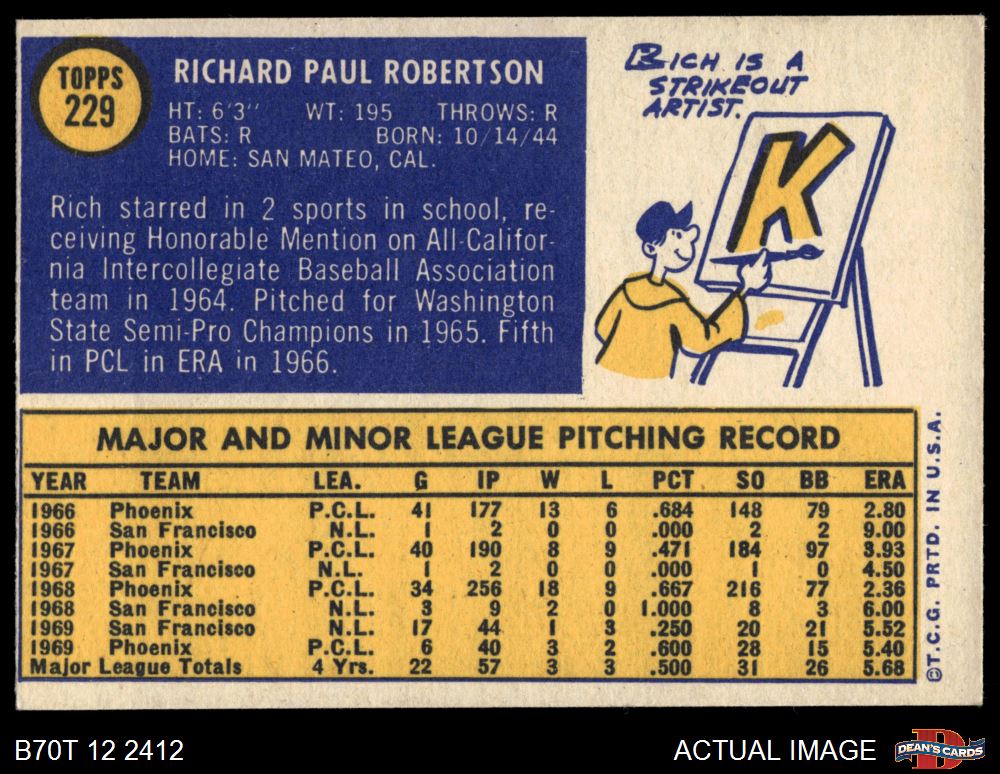 TOPPS
229
RICHARD PAUL ROBERTSON
HT: 6'3'' WT: 195 THROWS: R
BATS: R BORN: 10/14/44
HOME: SAN MATEO, CAL.
Rich starred in 2 sports in school, re-
ceiving Honorable Mention on All-Califor-
nia Intercollegiate Baseball Association
team in 1964. Pitched for Washington
State Semi-Pro Champions in 1965. Fifth
in PCL in ERA in 1966.
RICH IS A
STRIKEOUT
ARTIST.
K
MAJOR AND MINOR LEAGUE PITCHING RECORD
YEAR TEAM LEA. G IP W L PCT SO BB ERA
1966 Phoenix P.C.L. 41 177 13 6 .684 148 79 2.80
1966 San Francisco N.L. 1 2 0 0 .000 2 2 9.00
1967 Phoenix P.C.L. 40 190 8 9 .471 184 97 3.93
1967 San Francisco N.L. 1 2 0 0 .000 1 0 4.50
1968 Phoenix P.C.L. 34 256 18 9 .667 216 77 2.36
1968 San Francisco N.L. 3 9 2 0 1.000 8 3 6.00
1969 San Francisco N.L. 17 44 1 3 .250 20 21 5.52
1969 Phoenix P.C.L. 6 40 3 2 .600 28 15 5.40
Major League Totals 4 Yrs. 22 57 3 3 .500 31 26 5.68
©T.C.G. PRTD. IN U.S.A.
B70T 12 2412
ACTUAL IMAGE
D
DEAN'S CARDS